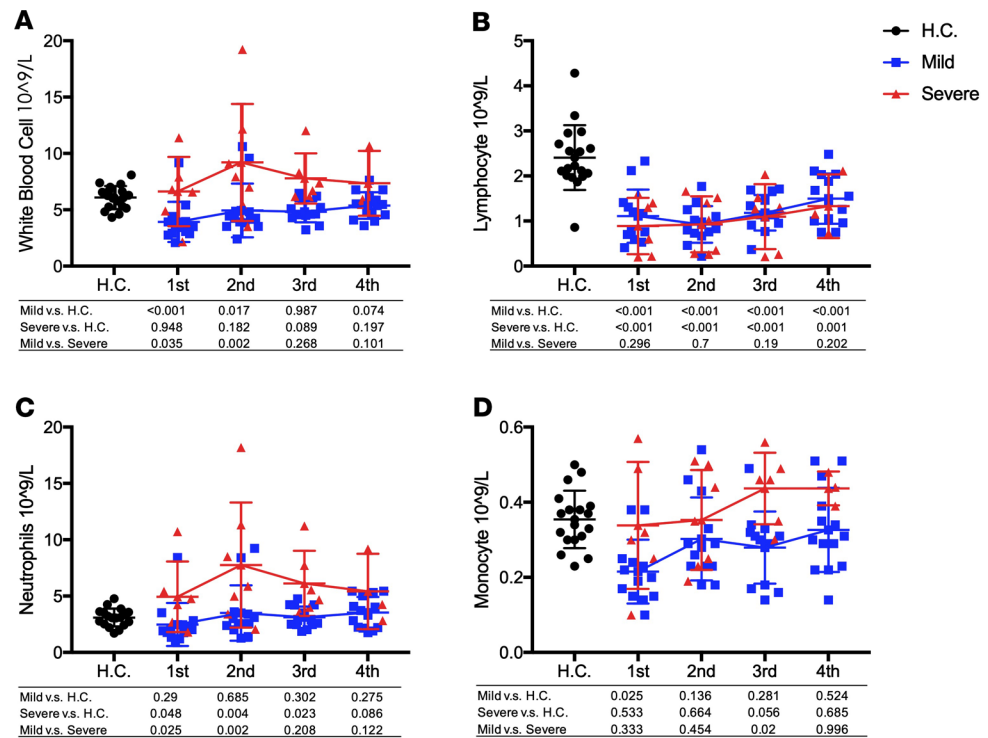 A
White Blood Cell 10^9/L
20
15
10
5
0
H.C. 1st 2nd 3rd 4th
Mild v.s. H.C. <0.001 0.017 0.987 0.074
Severe v.s. H.C. 0.948 0.182 0.089 0.197
Mild v.s. Severe 0.035 0.002 0.268 0.101
B
Lymphocyte 10^9/L
5
4
3
2
1
0
H.C. 1st 2nd 3rd 4th
Mild v.s. H.C. <0.001 <0.001 <0.001 <0.001
Severe v.s. H.C. <0.001 <0.001 <0.001 0.001
Mild v.s. Severe 0.296 0.7 0.19 0.202
H.C.
Mild
Severe
C
Neutrophils 10^9/L
20
15
10
5
0
H.C. 1st 2nd 3rd 4th
Mild v.s. H.C. 0.29 0.685 0.302 0.275
Severe v.s. H.C. 0.048 0.004 0.023 0.086
Mild v.s. Severe 0.025 0.002 0.208 0.122
D
Monocyte 10^9/L
0.6
0.4
0.2
0.0
H.C. 1st 2nd 3rd 4th
Mild v.s. H.C. 0.025 0.136 0.281 0.524
Severe v.s. H.C. 0.533 0.664 0.056 0.685
Mild v.s. Severe 0.333 0.454 0.02 0.996